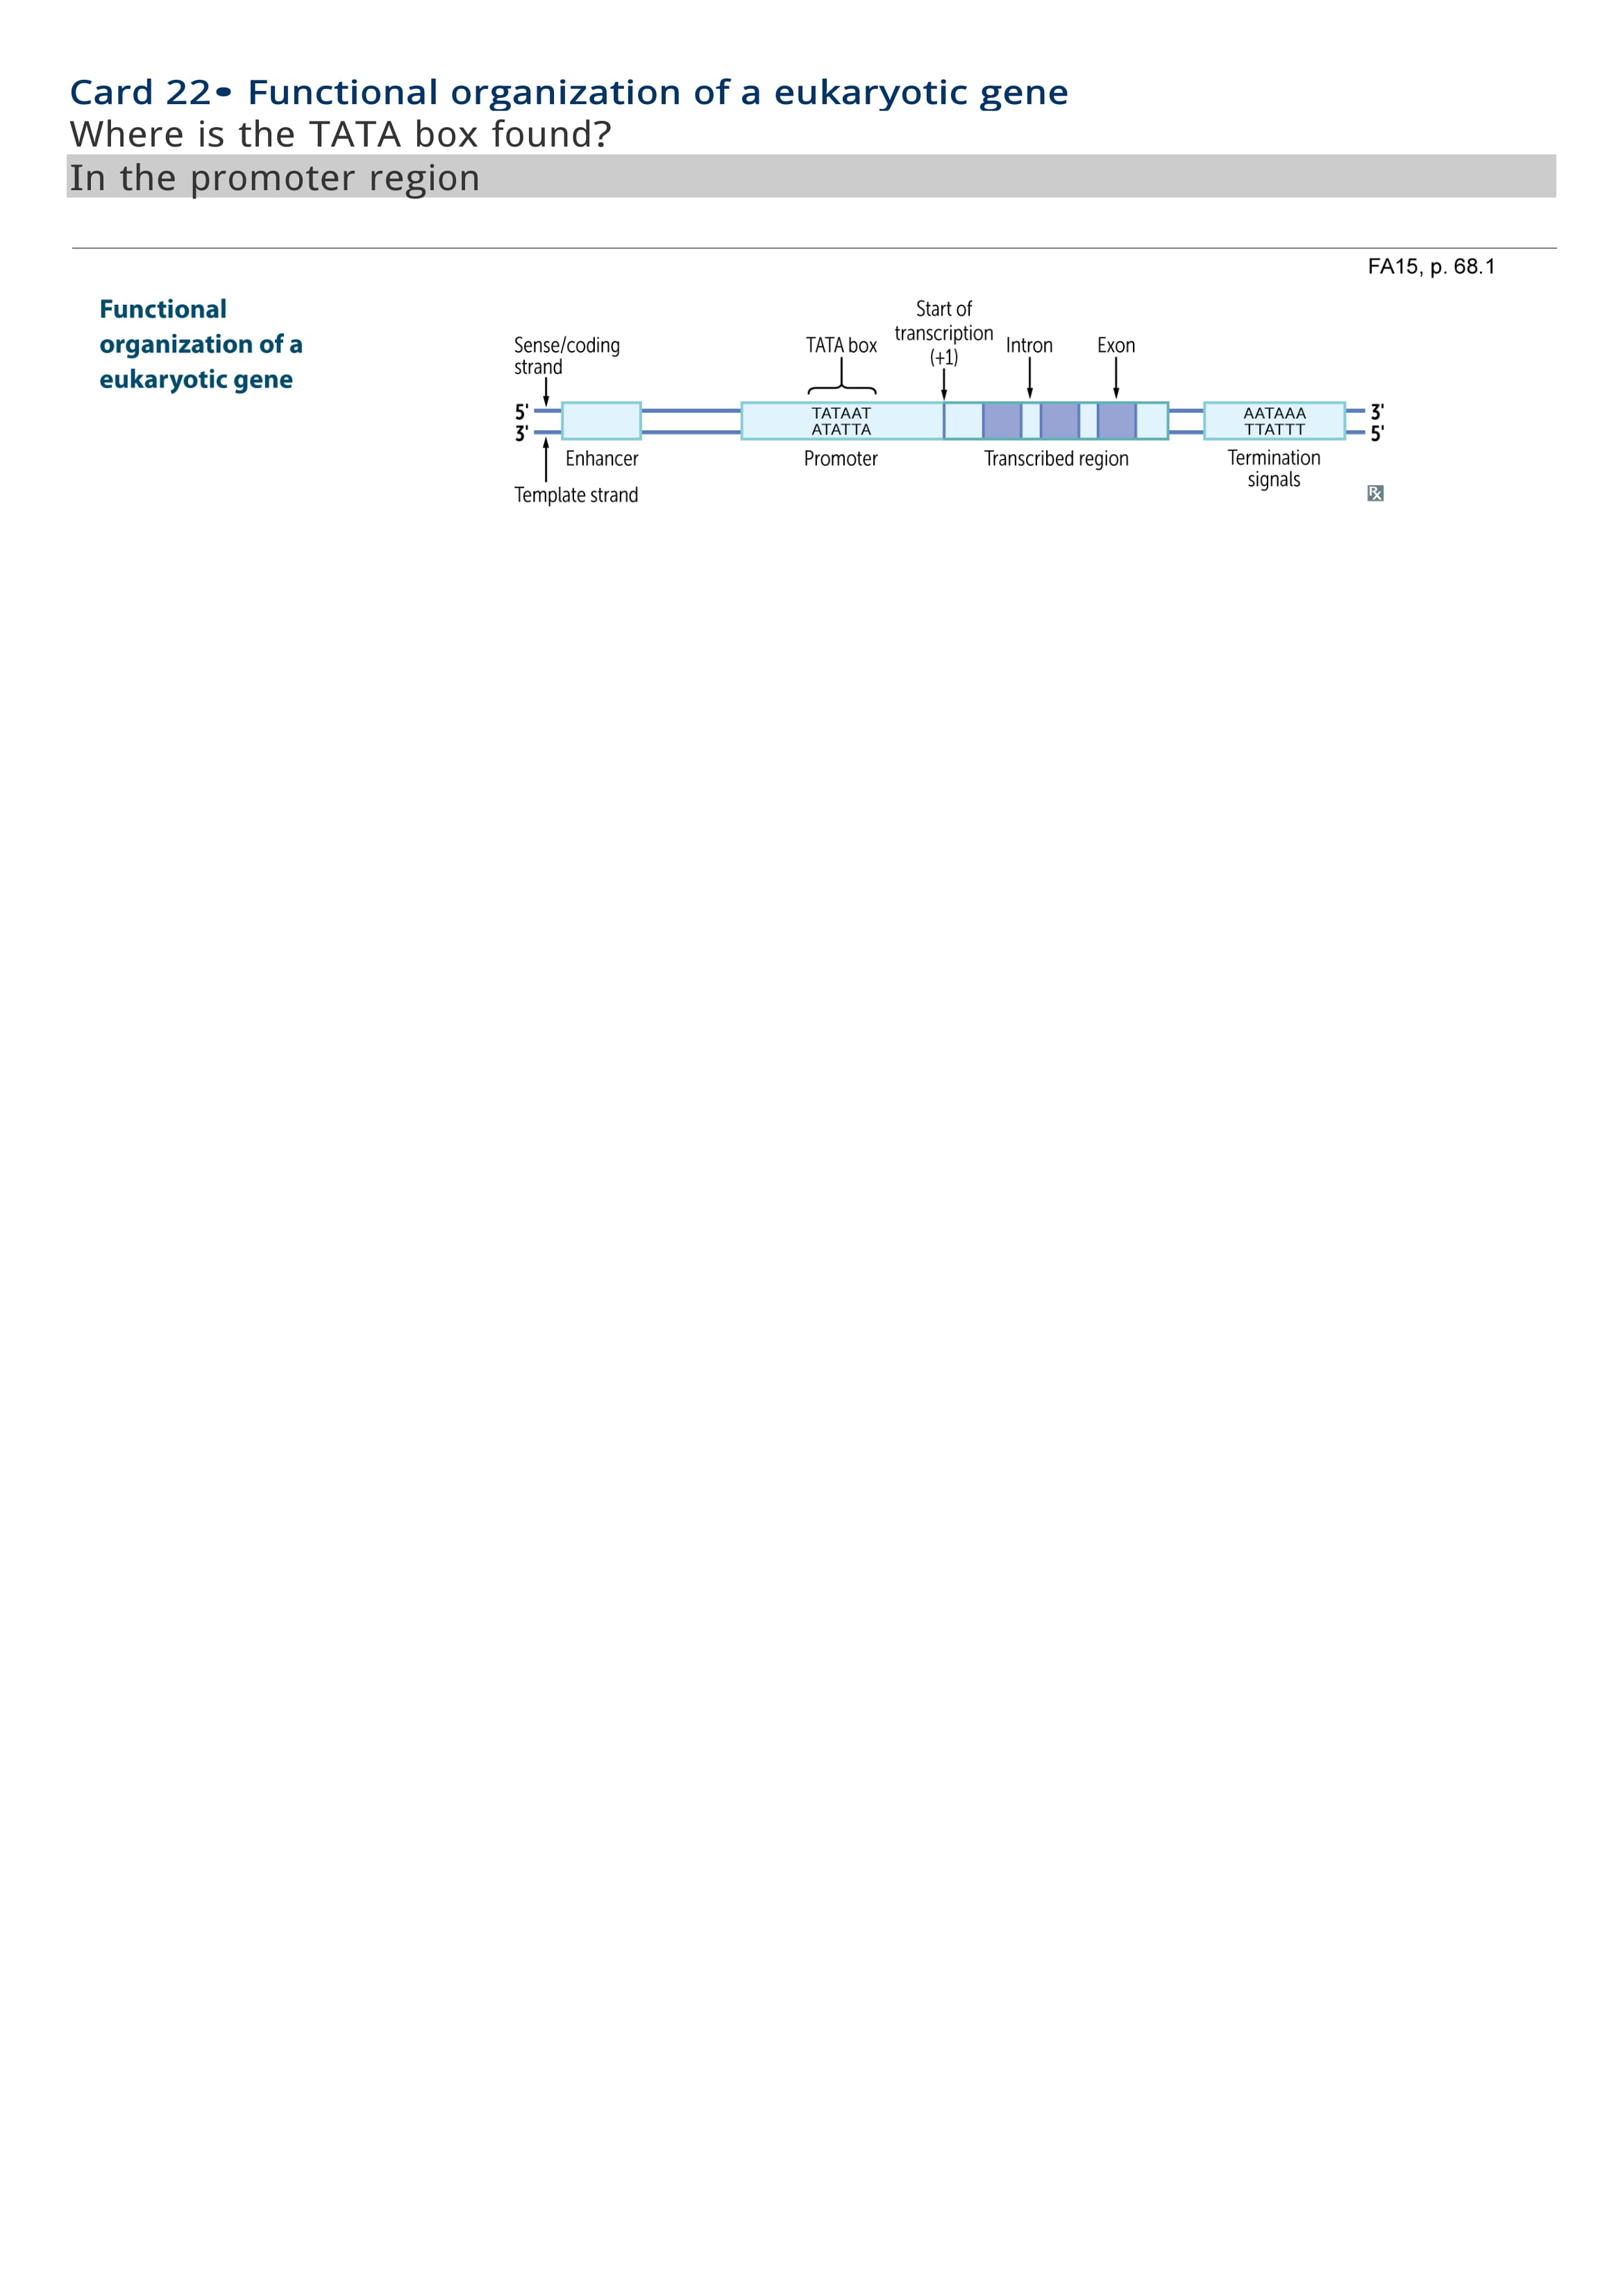 Card 22• Functional organization of a eukaryotic gene
Where is the TATA box found?
In the promoter region
FA15, p. 68.1
Functional
organization of a
eukaryotic gene
Sense/coding
strand
TATA box
Start of
transcription
(+1)
Intron
Exon
5' TATAAT AATAAA 3'
3' ATATTA TTATTT 5'
Enhancer
Promoter
Transcribed region
Termination
signals
Template strand
Rx